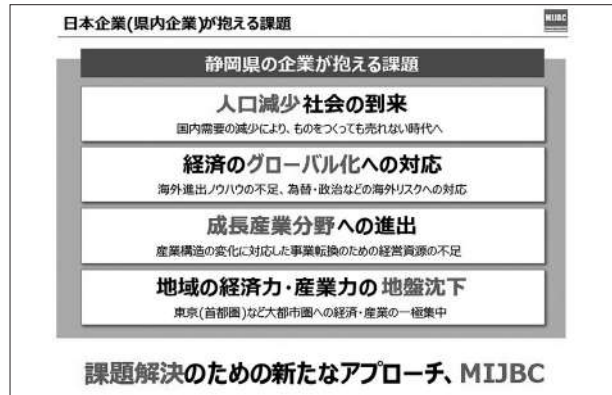 日本企業(県内企業)が抱える課題
MIJBC
静岡県の企業が抱える課題
人口減少社会の到来
国内需要の減少により、ものをつくっても売れない時代へ
経済のグローバル化への対応
海外進出ノウハウの不足、為替・政治などの海外リスクへの対応
成長産業分野への進出
産業構造の変化に対応した事業転換のための経営資源の不足
地域の経済力・産業力の地盤沈下
東京(首都圏)など大都市圏への経済・産業の一極集中
課題解決のための新たなアプローチ、MIJBC